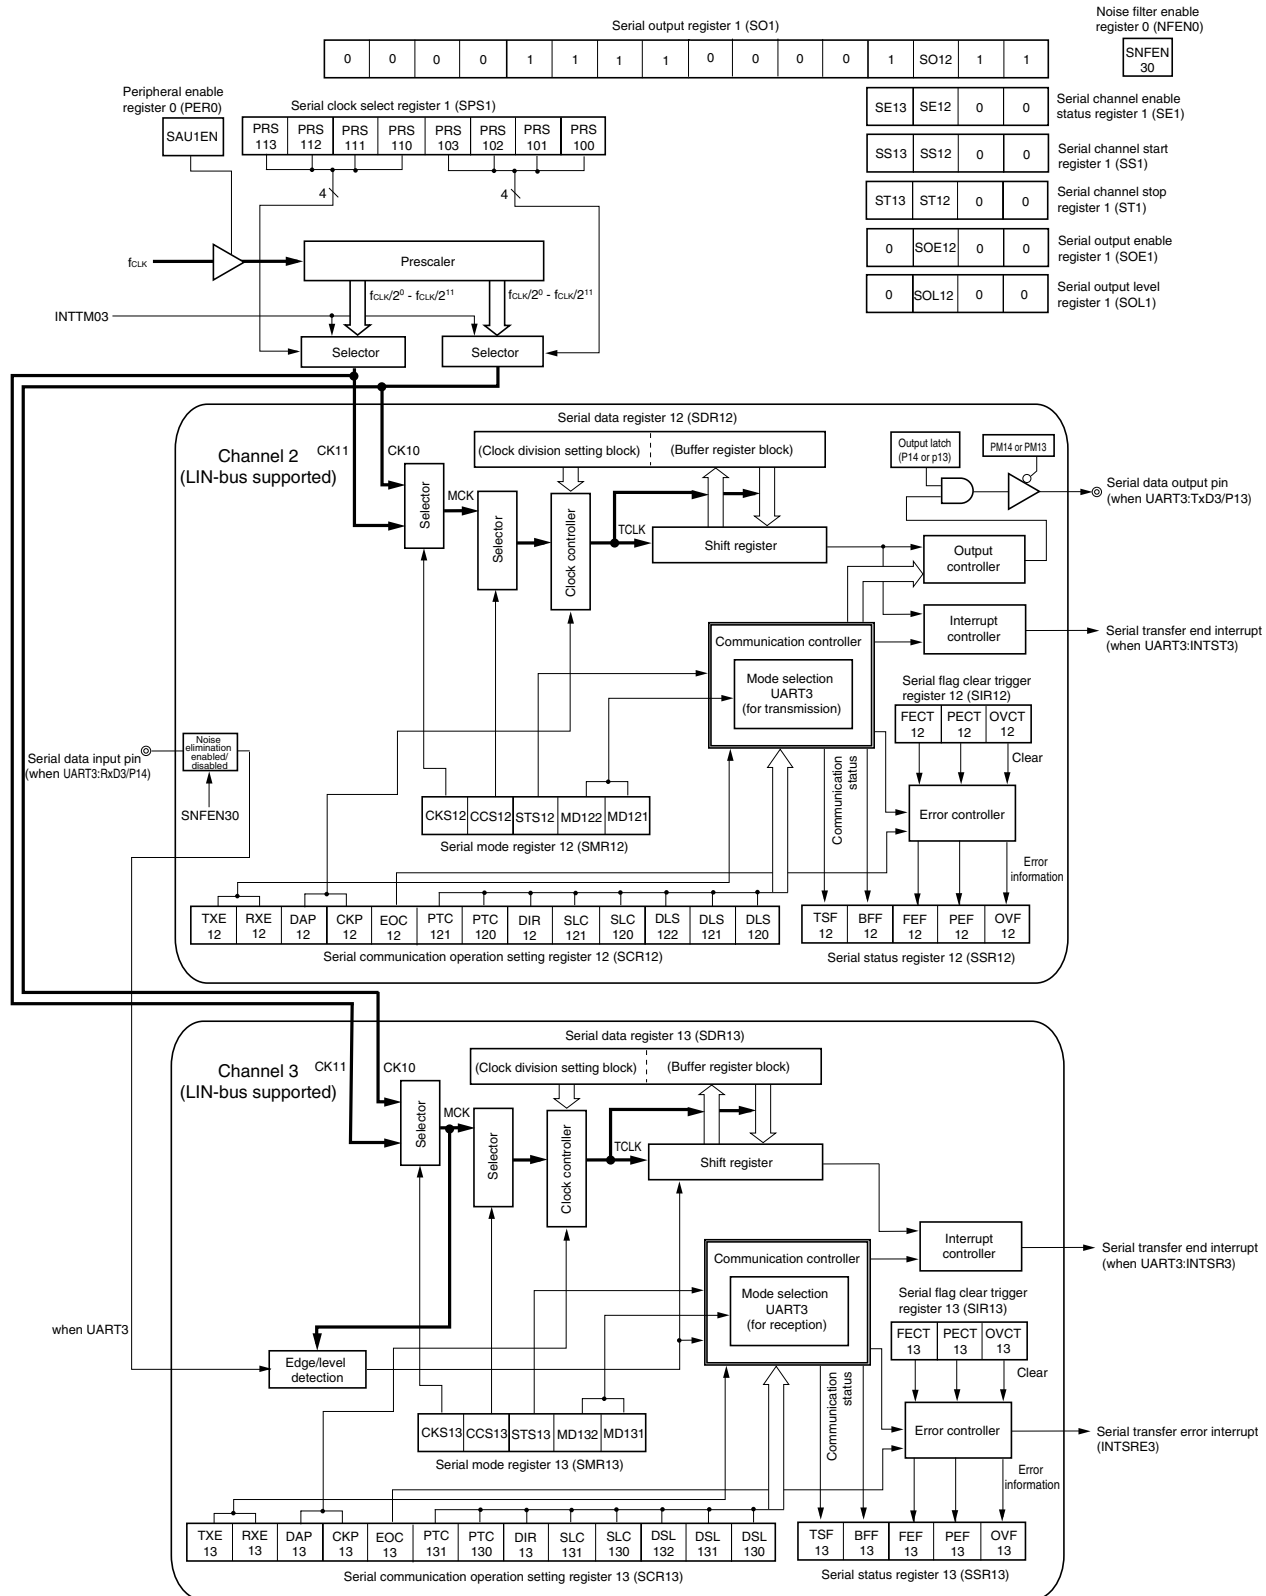 Serial output register 1 (SO1)
0 0 0 0 1 1 1 1 0 0 0 0 1 SO12 1 1
Noise filter enable
register 0 (NFEN0)
SNFEN
30
Peripheral enable
register 0 (PER0)
SAU1EN
Serial clock select register 1 (SPS1)
PRS PRS PRS PRS PRS PRS PRS PRS
113 112 111 110 103 102 101 100
4
4
SE13 SE12 0 0
Serial channel enable
status register 1 (SE1)
SS13 SS12 0 0
Serial channel start
register 1 (SS1)
ST13 ST12 0 0
Serial channel stop
register 1 (ST1)
0 SOE12 0 0
Serial output enable
register 1 (SOE1)
0 SOL12 0 0
Serial output level
register 1 (SOL1)
fCLK
Prescaler
fCLK/2⁰ - fCLK/2¹¹
fCLK/2⁰ - fCLK/2¹¹
INTTM03
Selector
Selector
Channel 2
(LIN-bus supported)
CK11
CK10
Serial data register 12 (SDR12)
(Clock division setting block)
(Buffer register block)
Selector
MCK
Selector
Clock controller
TCLK
Shift register
Output latch
(P14 or p13)
PM14 or PM13
Serial data output pin
(when UART3:TxD3/P13)
Output
controller
Interrupt
controller
Serial transfer end interrupt
(when UART3:INTST3)
Communication controller
Mode selection
UART3
(for transmission)
Serial flag clear trigger
register 12 (SIR12)
FECT PECT OVCT
12 12 12
Clear
Communication
status
Error controller
Error
information
Serial data input pin
(when UART3:RxD3/P14)
Noise
elimination
enabled/
disabled
SNFEN30
CKS12 CCS12 STS12 MD122 MD121
Serial mode register 12 (SMR12)
TXE RXE DAP CKP EOC PTC PTC DIR SLC SLC DLS DLS DLS
12 12 12 12 12 121 120 12 121 120 122 121 120
Serial communication operation setting register 12 (SCR12)
TSF BFF FEF PEF OVF
12 12 12 12 12
Serial status register 12 (SSR12)
Channel 3
(LIN-bus supported)
CK11
CK10
Serial data register 13 (SDR13)
(Clock division setting block)
(Buffer register block)
Selector
MCK
Selector
Clock controller
TCLK
Shift register
Interrupt
controller
Serial transfer end interrupt
(when UART3:INTSR3)
Communication controller
Mode selection
UART3
(for reception)
Serial flag clear trigger
register 13 (SIR13)
FECT PECT OVCT
13 13 13
Clear
when UART3
Edge/level
detection
Communication
status
Error controller
Serial transfer error interrupt
(INTSRE3)
Error
information
CKS13 CCS13 STS13 MD132 MD131
Serial mode register 13 (SMR13)
TXE RXE DAP CKP EOC PTC PTC DIR SLC SLC DSL DSL DSL
13 13 13 13 13 131 130 13 131 130 132 131 130
Serial communication operation setting register 13 (SCR13)
TSF BFF FEF PEF OVF
13 13 13 13 13
Serial status register 13 (SSR13)